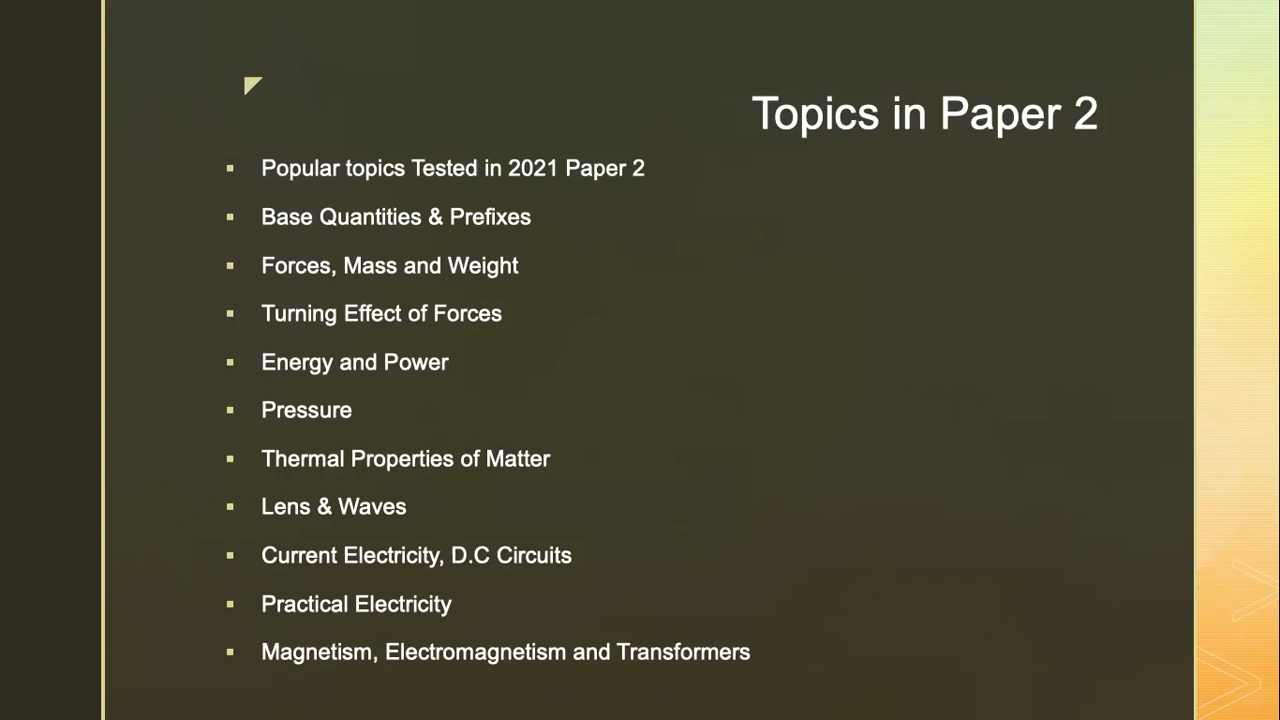 Topics in Paper 2
Popular topics Tested in 2021 Paper 2
Base Quantities & Prefixes
Forces, Mass and Weight
Turning Effect of Forces
Energy and Power
Pressure
Thermal Properties of Matter
Lens & Waves
Current Electricity, D.C Circuits
Practical Electricity
Magnetism, Electromagnetism and Transformers